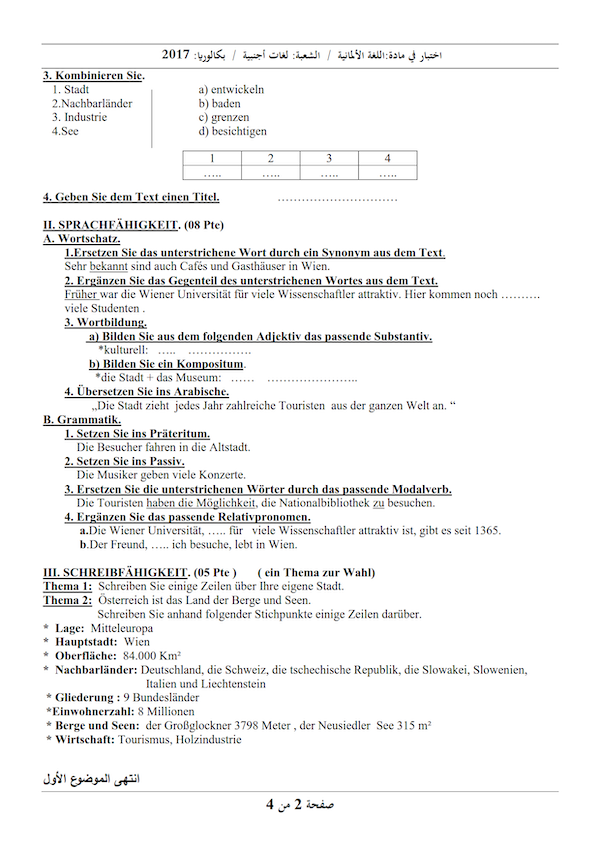 اختبار في مادة:اللغة الألمانية / الشعبة: لغات أجنبية / بكالوريا: 2017
3. Kombinieren Sie.
1. Stadt a) entwickeln
2.Nachbarländer b) baden
3. Industrie c) grenzen
4.See d) besichtigen
1 2 3 4
….. ….. ….. …..
4. Geben Sie dem Text einen Titel. …………………………
II. SPRACHFÄHIGKEIT. (08 Pte)
A. Wortschatz.
1.Ersetzen Sie das unterstrichene Wort durch ein Synonym aus dem Text.
Sehr bekannt sind auch Cafés und Gasthäuser in Wien.
2. Ergänzen Sie das Gegenteil des unterstrichenen Wortes aus dem Text.
Früher war die Wiener Universität für viele Wissenschaftler attraktiv. Hier kommen noch ……….
viele Studenten .
3. Wortbildung.
a) Bilden Sie aus dem folgenden Adjektiv das passende Substantiv.
*kulturell: ….. …………….
b) Bilden Sie ein Kompositum.
*die Stadt + das Museum: …… …………………..
4. Übersetzen Sie ins Arabische.
„Die Stadt zieht jedes Jahr zahlreiche Touristen aus der ganzen Welt an. “
B. Grammatik.
1. Setzen Sie ins Präteritum.
Die Besucher fahren in die Altstadt.
2. Setzen Sie ins Passiv.
Die Musiker geben viele Konzerte.
3. Ersetzen Sie die unterstrichenen Wörter durch das passende Modalverb.
Die Touristen haben die Möglichkeit, die Nationalbibliothek zu besuchen.
4. Ergänzen Sie das passende Relativpronomen.
a.Die Wiener Universität, ….. für viele Wissenschaftler attraktiv ist, gibt es seit 1365.
b.Der Freund, ….. ich besuche, lebt in Wien.
III. SCHREIBFÄHIGKEIT. (05 Pte ) ( ein Thema zur Wahl)
Thema 1: Schreiben Sie einige Zeilen über Ihre eigene Stadt.
Thema 2: Österreich ist das Land der Berge und Seen.
Schreiben Sie anhand folgender Stichpunkte einige Zeilen darüber.
* Lage: Mitteleuropa
* Hauptstadt: Wien
* Oberfläche: 84.000 Km²
* Nachbarländer: Deutschland, die Schweiz, die tschechische Republik, die Slowakei, Slowenien,
Italien und Liechtenstein
* Gliederung : 9 Bundesländer
*Einwohnerzahl: 8 Millionen
* Berge und Seen: der Großglockner 3798 Meter , der Neusiedler See 315 m²
* Wirtschaft: Tourismus, Holzindustrie
انتهى الموضوع الأول
صفحة 2 من 4